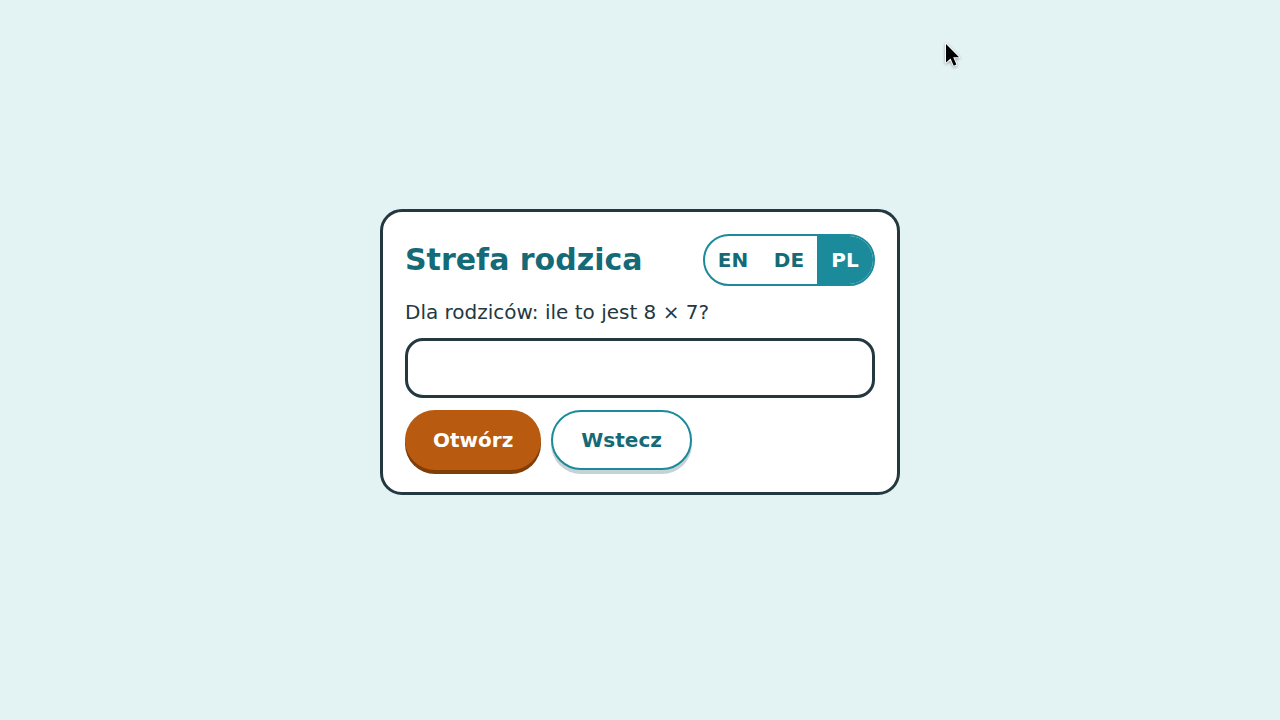 Strefa rodzica
EN DE PL
Dla rodziców: ile to jest 8 × 7?
Otwórz Wstecz